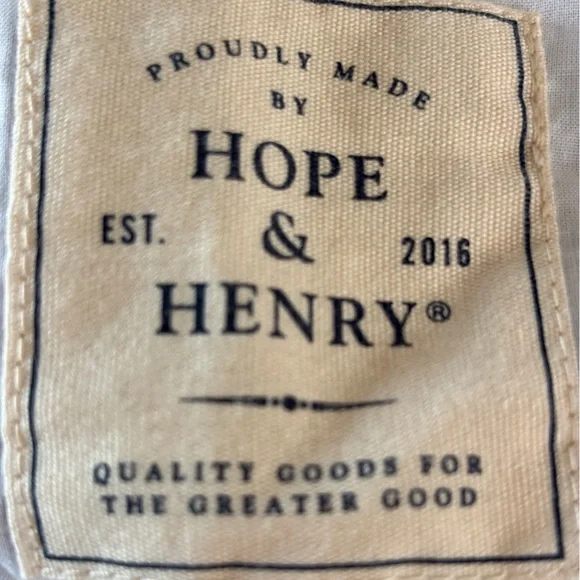 PROUDLY MADE
BY
HOPE
EST. & 2016
HENRY®
QUALITY GOODS FOR
THE GREATER GOOD